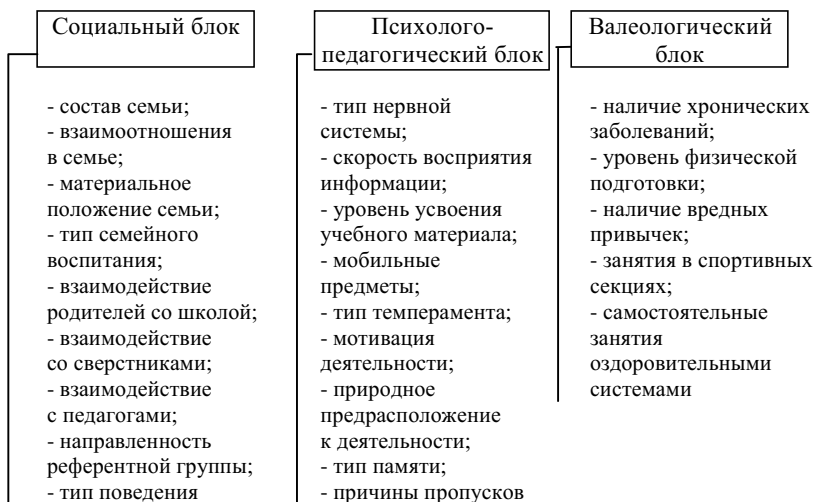 Социальный блок
- состав семьи;
- взаимоотношения
в семье;
- материальное
положение семьи;
- тип семейного
воспитания;
- взаимодействие
родителей со школой;
- взаимодействие
со сверстниками;
- взаимодействие
с педагогами;
- направленность
референтной группы;
- тип поведения
Психолого-
педагогический блок
- тип нервной
системы;
- скорость восприятия
информации;
- уровень усвоения
учебного материала;
- мобильные
предметы;
- тип темперамента;
- мотивация
деятельности;
- природное
предрасположение
к деятельности;
- тип памяти;
- причины пропусков
Валеологический
блок
- наличие хронических
заболеваний;
- уровень физической
подготовки;
- наличие вредных
привычек;
- занятия в спортивных
секциях;
- самостоятельные
занятия
оздоровительными
системами